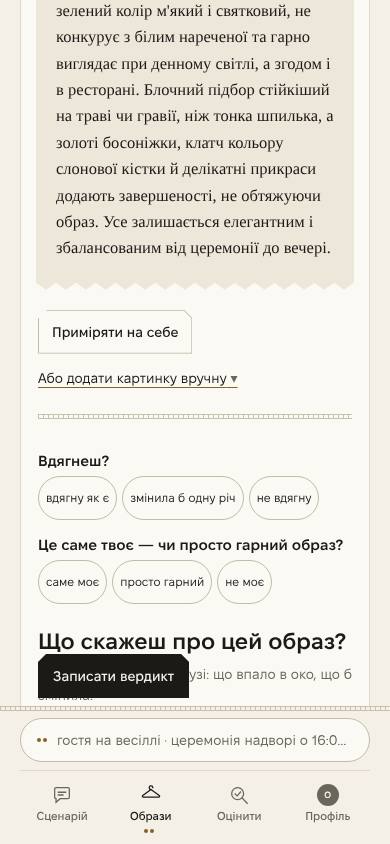 зелений колір м'який і святковий, не
конкурує з білим нареченої та гарно
виглядає при денному світлі, а згодом і
в ресторані. Блочний підбор стійкіший
на траві чи гравії, ніж тонка шпилька, а
золоті босоніжки, клатч кольору
слонової кістки й делікатні прикраси
додають завершеності, не обтяжуючи
образ. Усе залишається елегантним і
збалансованим від церемонії до вечері.
Приміряти на себе
Або додати картинку вручну ▾
Вдягнеш?
вдягну як є
змінила б одну річ
не вдягну
Це саме твоє — чи просто гарний образ?
саме моє
просто гарний
не моє
Що скажеш про цей образ?
Записати вердикт
узі: що впало в око, що б
гостя на весіллі · церемонія надворі о 16:0...
О
Сценарій
Образи
Оцінити
Профіль